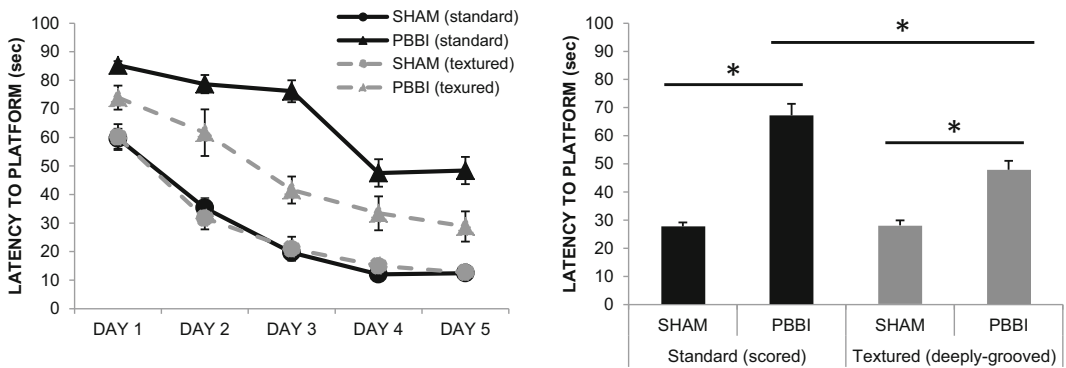 SHAM (standard)
PBBI (standard)
SHAM (textured)
PBBI (texured)
LATENCY TO PLATFORM (sec)
100
90
80
70
60
50
40
30
20
10
0
DAY 1 DAY 2 DAY 3 DAY 4 DAY 5
LATENCY TO PLATFORM (sec)
100
90
80
70
60
50
40
30
20
10
0
*
*
*
SHAM PBBI SHAM PBBI
Standard (scored) Textured (deeply-grooved)